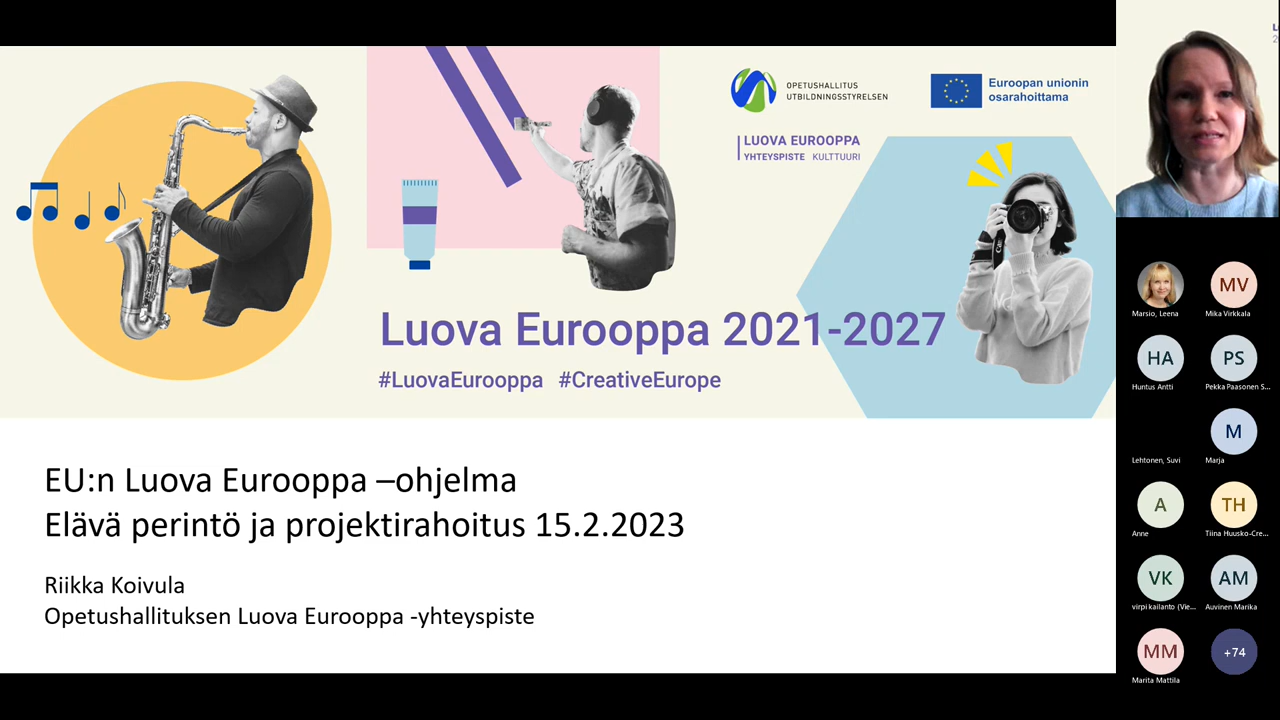 OPETUSHALLITUS
UTBILDNINGSSTYRELSEN
Euroopan unionin
osarahoittama
LUOVA EUROOPPA
YHTEYSPISTE KULTTUURI
Luova Eurooppa 2021-2027
#LuovaEurooppa #CreativeEurope
EU:n Luova Eurooppa –ohjelma
Elävä perintö ja projektirahoitus 15.2.2023
Riikka Koivula
Opetushallituksen Luova Eurooppa -yhteyspiste
Marsio, Leena
MV
Mika Virkkala
HA
Huntus Antti
PS
Pekka Paasonen S...
Lehtonen, Suvi
M
Marja
A
Anne
TH
Tiina Huusko-Cre...
VK
virpi kailanto (Vie...
AM
Auvinen Marika
MM
Marita Mattila
+74